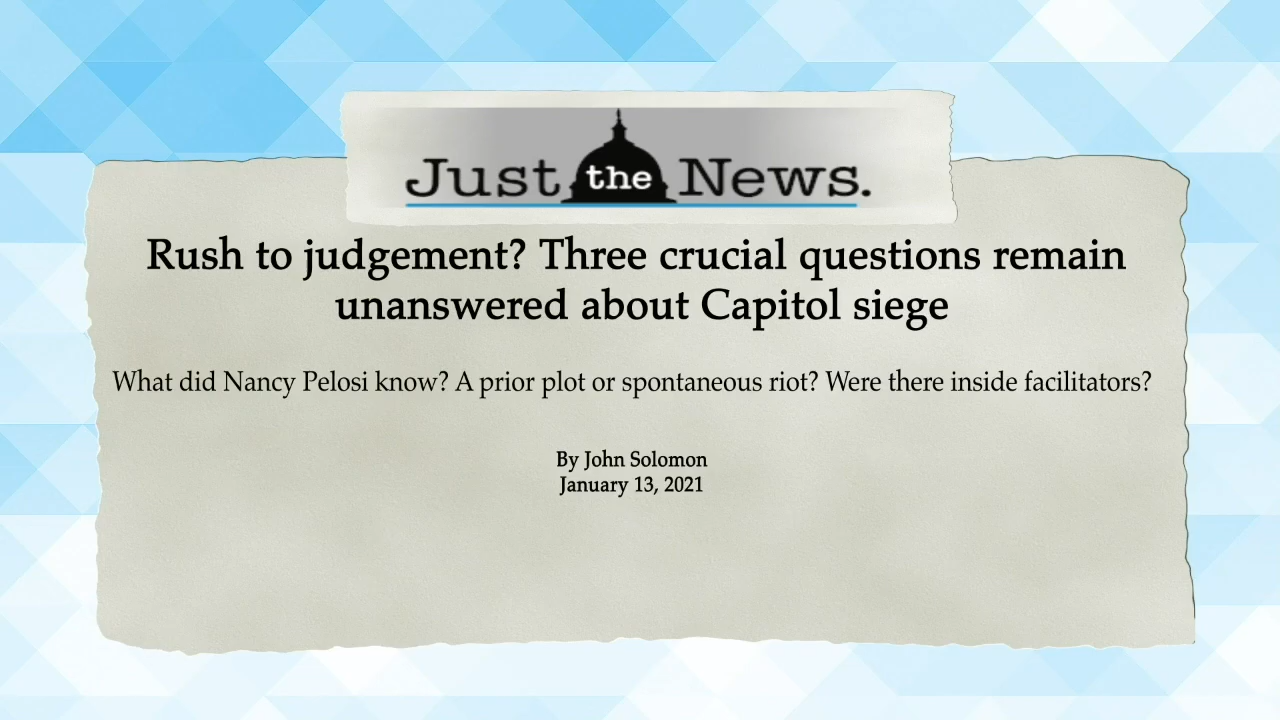 Just the News.
Rush to judgement? Three crucial questions remain
unanswered about Capitol siege
What did Nancy Pelosi know? A prior plot or spontaneous riot? Were there inside facilitators?
By John Solomon
January 13, 2021